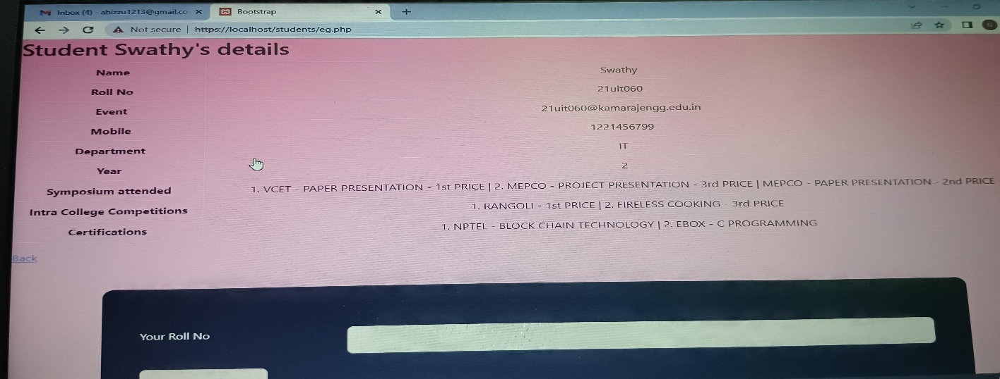 Inbox (4) - abizzu1213@gmail.co
Bootstrap
Not secure | https://localhost/students/eg.php
Student Swathy's details
Name Swathy
Roll No 21uit060
Event 21uit060@kamarajengg.edu.in
Mobile 1221456799
Department IT
Year 2
Symposium attended 1. VCET - PAPER PRESENTATION - 1st PRICE | 2. MEPCO - PROJECT PRESENTATION - 3rd PRICE | MEPCO - PAPER PRESENTATION - 2nd PRICE
Intra College Competitions 1. RANGOLI - 1st PRICE | 2. FIRELESS COOKING - 3rd PRICE
Certifications 1. NPTEL - BLOCK CHAIN TECHNOLOGY | 2. EBOX - C PROGRAMMING
Back
Your Roll No